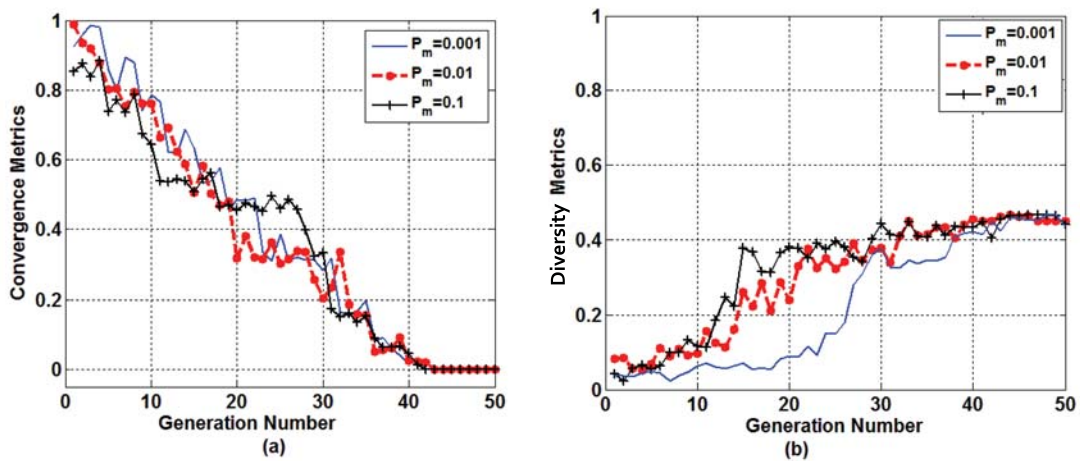 Convergence Metrics
1
0.8
0.6
0.4
0.2
0
0 10 20 30 40 50
Generation Number
(a)
P_m=0.001
P_m=0.01
P_m=0.1
Diversity Metrics
1
0.8
0.6
0.4
0.2
0
0 10 20 30 40 50
Generation Number
(b)
P_m=0.001
P_m=0.01
P_m=0.1